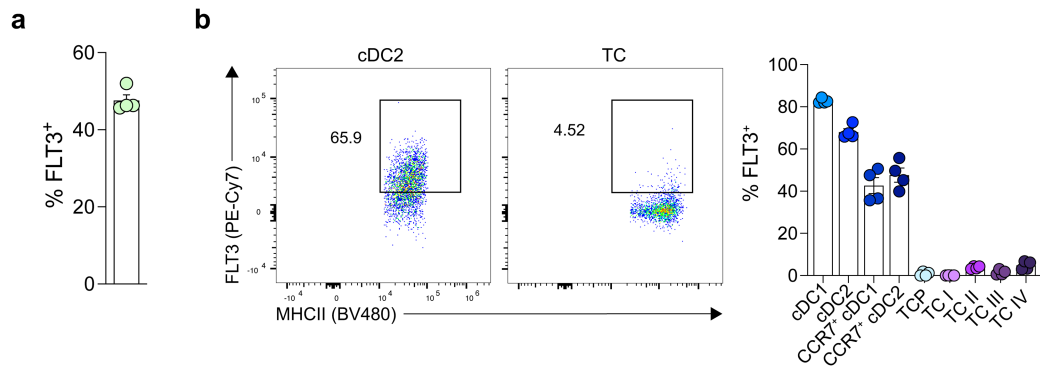 a
b
60
40
20
0
% FLT3⁺
cDC2
TC
10⁵
10⁴
0
-10⁴
FLT3 (PE-Cy7)
65.9
4.52
-10⁴
0
10⁴
10⁵
10⁶
MHCII (BV480)
100
80
60
40
20
0
% FLT3⁺
cDC1
cDC2
CCR7⁺ cDC1
CCR7⁺ cDC2
TCP
TC I
TC II
TC III
TC IV